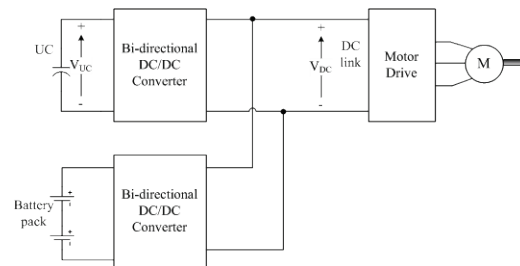 UC
+
V_UC
-
Bi-directional
DC/DC
Converter
+
V_DC
-
DC
link
Motor
Drive
M
Battery
pack
+
-
+
-
Bi-directional
DC/DC
Converter